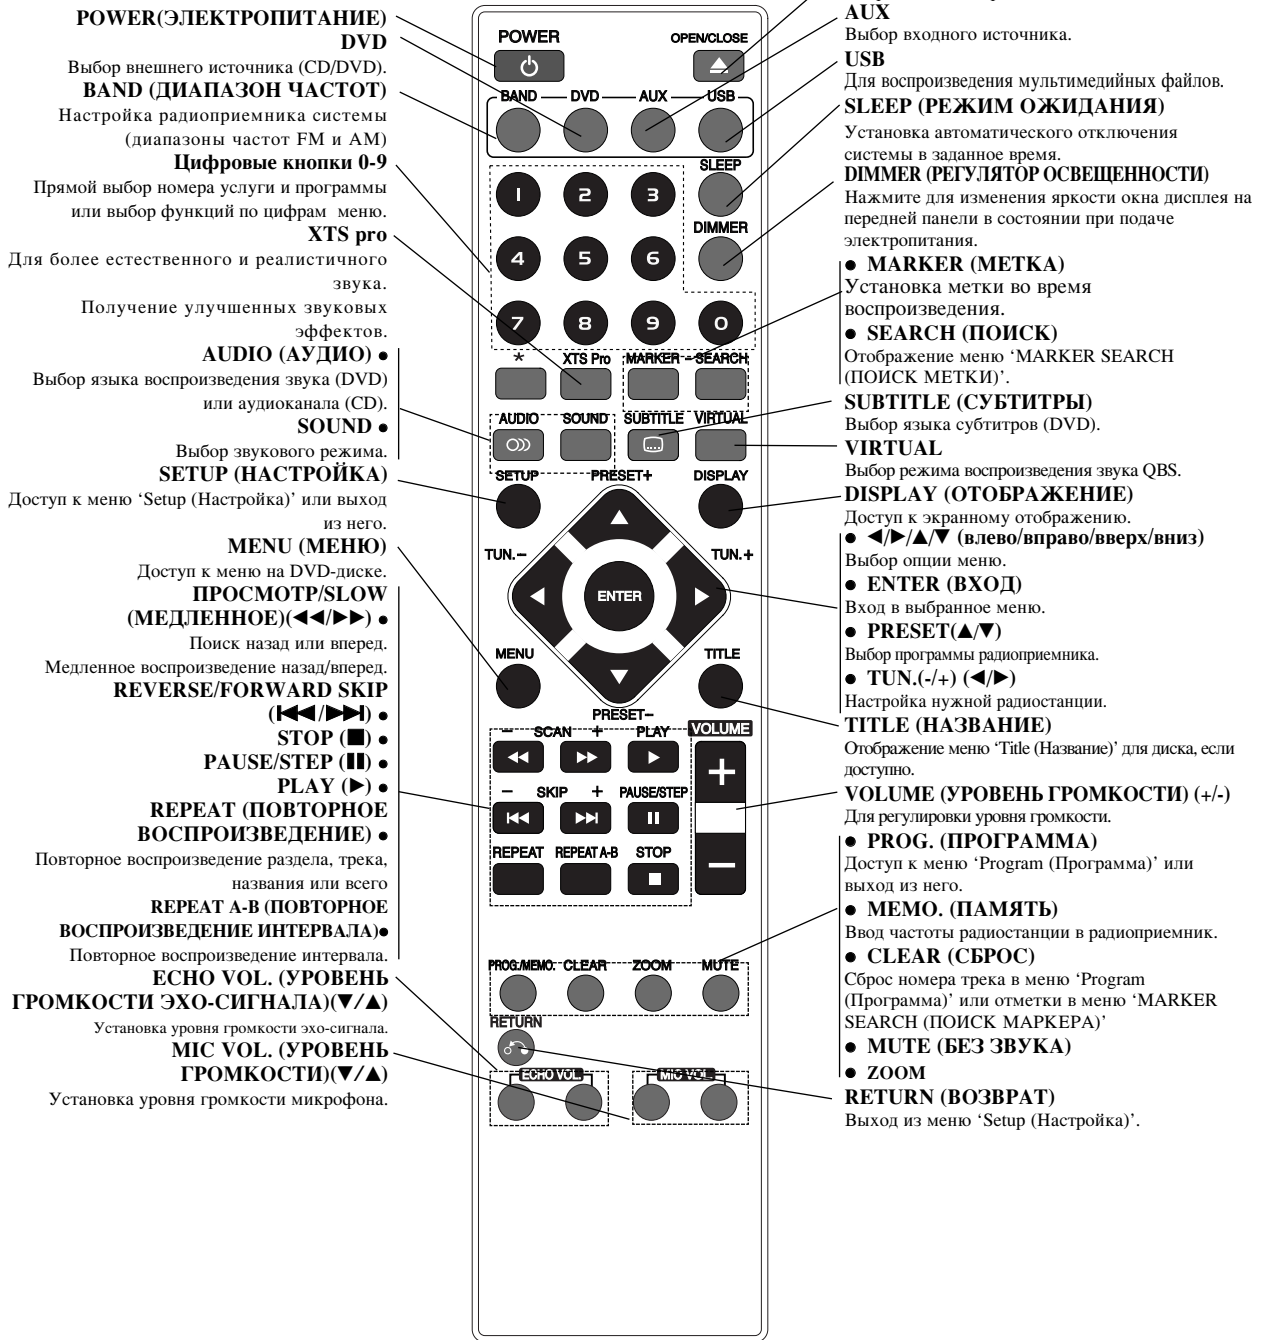 POWER(ЭЛЕКТРОПИТАНИЕ)
DVD
Выбор внешнего источника (CD/DVD).
BAND (ДИАПАЗОН ЧАСТОТ)
Настройка радиоприемника системы
(диапазоны частот FM и AM)
Цифровые кнопки 0-9
Прямой выбор номера услуги и программы
или выбор функций по цифрам меню.
XTS pro
Для более естественного и реалистичного
звука.
Получение улучшенных звуковых
эффектов.
AUDIO (АУДИО) ●
Выбор языка воспроизведения звука (DVD)
или аудиоканала (CD).
SOUND ●
Выбор звукового режима.
SETUP (НАСТРОЙКА)
Доступ к меню ‘Setup (Настройка)’ или выход
из него.
MENU (МЕНЮ)
Доступ к меню на DVD-диске.
ПРОСМОТР/SLOW
(МЕДЛЕННОЕ)(◀◀/▶▶) ●
Поиск назад или вперед.
Медленное воспроизведение назад/вперед.
REVERSE/FORWARD SKIP
(|◀◀/▶▶|) ●
STOP (■) ●
PAUSE/STEP (▮▮) ●
PLAY (▶) ●
REPEAT (ПОВТОРНОЕ
ВОСПРОИЗВЕДЕНИЕ) ●
Повторное воспроизведение раздела, трека,
названия или всего
REPEAT A-B (ПОВТОРНОЕ
ВОСПРОИЗВЕДЕНИЕ ИНТЕРВАЛА)●
Повторное воспроизведение интервала.
ECHO VOL. (УРОВЕНЬ
ГРОМКОСТИ ЭХО-СИГНАЛА)(▼/▲)
Установка уровня громкости эхо-сигнала.
MIC VOL. (УРОВЕНЬ
ГРОМКОСТИ)(▼/▲)
Установка уровня громкости микрофона.
POWER OPEN/CLOSE
BAND DVD AUX USB
1 2 3 SLEEP
4 5 6 DIMMER
7 8 9 0
* XTS Pro MARKER SEARCH
AUDIO SOUND SUBTITLE VIRTUAL
SETUP PRESET+ DISPLAY
TUN.− TUN.+
ENTER
MENU TITLE
PRESET−
− SCAN + PLAY VOLUME
− SKIP + PAUSE/STEP
REPEAT REPEAT A-B STOP
PROG./MEMO. CLEAR ZOOM MUTE
RETURN
ECHO VOL. MIC VOL.
AUX
Выбор входного источника.
USB
Для воспроизведения мультимедийных файлов.
SLEEP (РЕЖИМ ОЖИДАНИЯ)
Установка автоматического отключения
системы в заданное время.
DIMMER (РЕГУЛЯТОР ОСВЕЩЕННОСТИ)
Нажмите для изменения яркости окна дисплея на
передней панели в состоянии при подаче
электропитания.
● MARKER (МЕТКА)
Установка метки во время
воспроизведения.
● SEARCH (ПОИСК)
Отображение меню ‘MARKER SEARCH
(ПОИСК МЕТКИ)’.
SUBTITLE (СУБТИТРЫ)
Выбор языка субтитров (DVD).
VIRTUAL
Выбор режима воспроизведения звука QBS.
DISPLAY (ОТОБРАЖЕНИЕ)
Доступ к экранному отображению.
● ◀/▶/▲/▼ (влево/вправо/вверх/вниз)
Выбор опции меню.
● ENTER (ВХОД)
Вход в выбранное меню.
● PRESET(▲/▼)
Выбор программы радиоприемника.
● TUN.(-/+) (◀/▶)
Настройка нужной радиостанции.
TITLE (НАЗВАНИЕ)
Отображение меню ‘Title (Название)’ для диска, если
доступно.
VOLUME (УРОВЕНЬ ГРОМКОСТИ) (+/-)
Для регулировки уровня громкости.
● PROG. (ПРОГРАММА)
Доступ к меню ‘Program (Программа)’ или
выход из него.
● MEMO. (ПАМЯТЬ)
Ввод частоты радиостанции в радиоприемник.
● CLEAR (СБРОС)
Сброс номера трека в меню ‘Program
(Программа)’ или отметки в меню ‘MARKER
SEARCH (ПОИСК МАРКЕРА)’
● MUTE (БЕЗ ЗВУКА)
● ZOOM
RETURN (ВОЗВРАТ)
Выход из меню ‘Setup (Настройка)’.